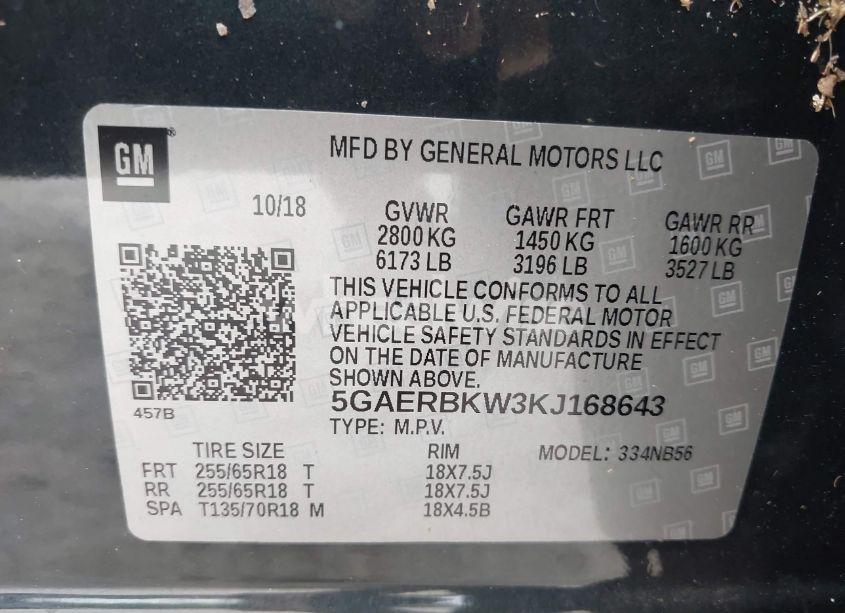 GM®
MFD BY GENERAL MOTORS LLC
10/18
GVWR GAWR FRT GAWR RR
2800 KG 1450 KG 1600 KG
6173 LB 3196 LB 3527 LB
THIS VEHICLE CONFORMS TO ALL
APPLICABLE U.S. FEDERAL MOTOR
VEHICLE SAFETY STANDARDS IN EFFECT
ON THE DATE OF MANUFACTURE
SHOWN ABOVE.
5GAERBKW3KJ168643
457B
TYPE: M.P.V.
TIRE SIZE RIM MODEL: 334NB56
FRT 255/65R18 T 18X7.5J
RR 255/65R18 T 18X7.5J
SPA T135/70R18 M 18X4.5B